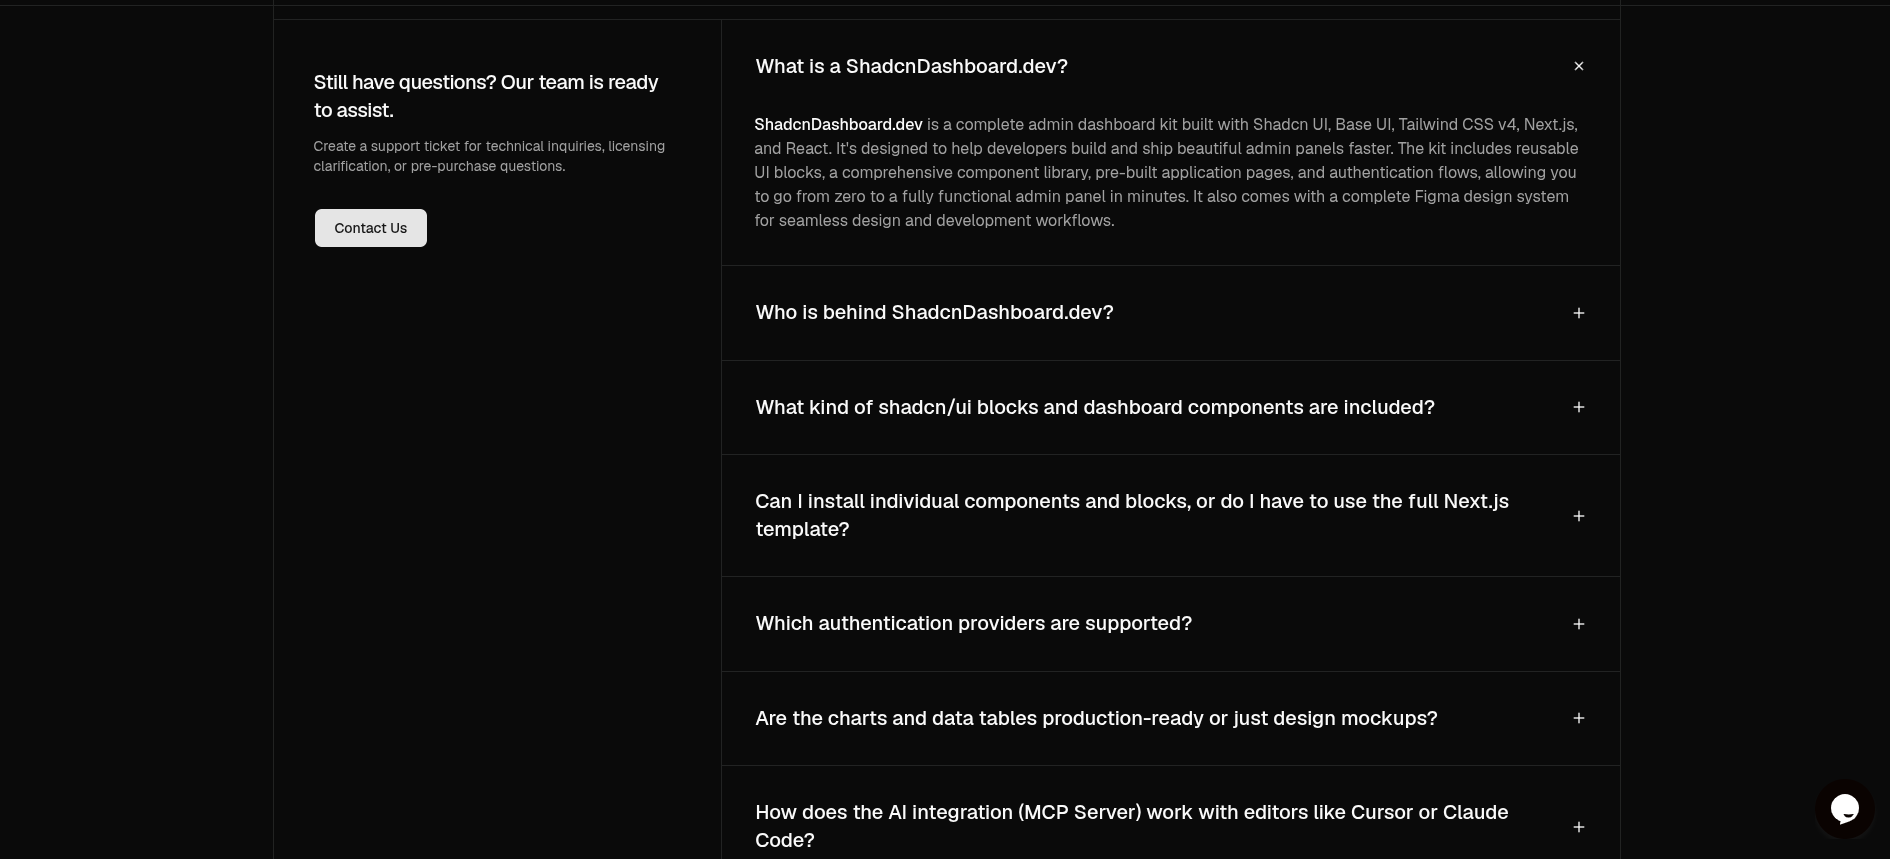 Still have questions? Our team is ready
to assist.
Create a support ticket for technical inquiries, licensing
clarification, or pre-purchase questions.
Contact Us
What is a ShadcnDashboard.dev?
ShadcnDashboard.dev is a complete admin dashboard kit built with Shadcn UI, Base UI, Tailwind CSS v4, Next.js,
and React. It's designed to help developers build and ship beautiful admin panels faster. The kit includes reusable
UI blocks, a comprehensive component library, pre-built application pages, and authentication flows, allowing you
to go from zero to a fully functional admin panel in minutes. It also comes with a complete Figma design system
for seamless design and development workflows.
Who is behind ShadcnDashboard.dev?
What kind of shadcn/ui blocks and dashboard components are included?
Can I install individual components and blocks, or do I have to use the full Next.js
template?
Which authentication providers are supported?
Are the charts and data tables production-ready or just design mockups?
How does the AI integration (MCP Server) work with editors like Cursor or Claude
Code?